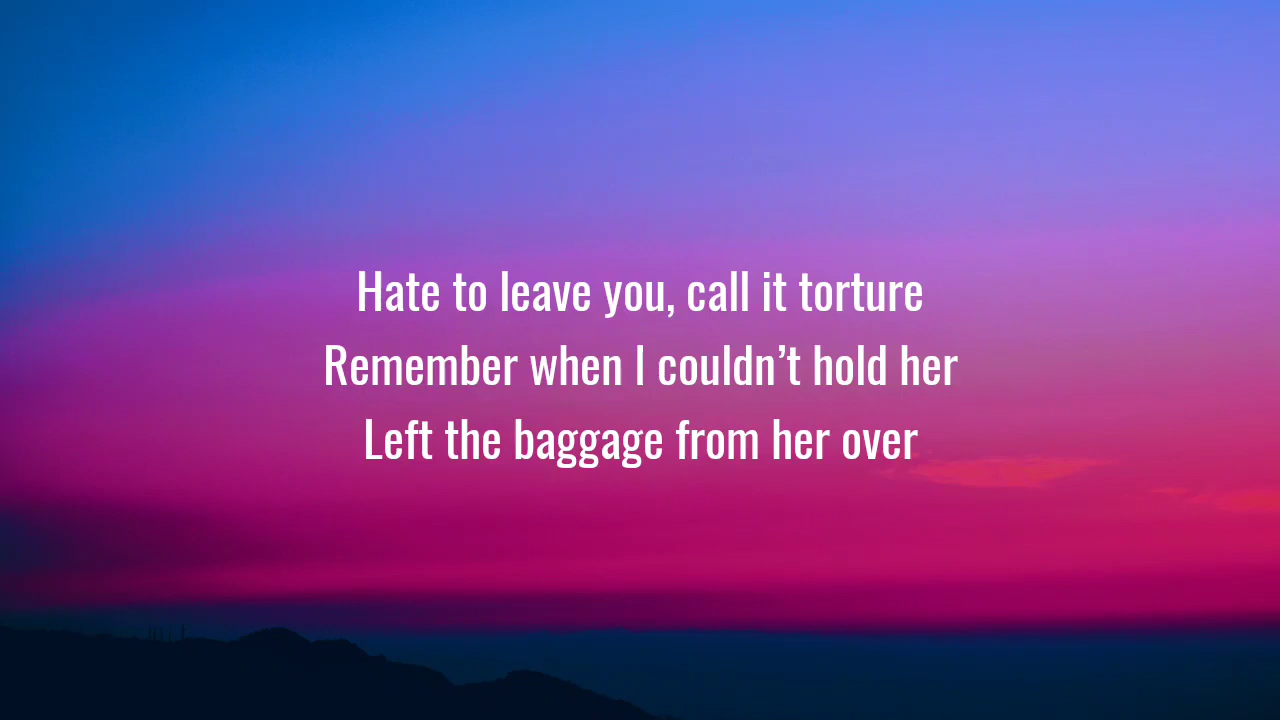 Hate to leave you, call it torture
Remember when I couldn’t hold her
Left the baggage from her over